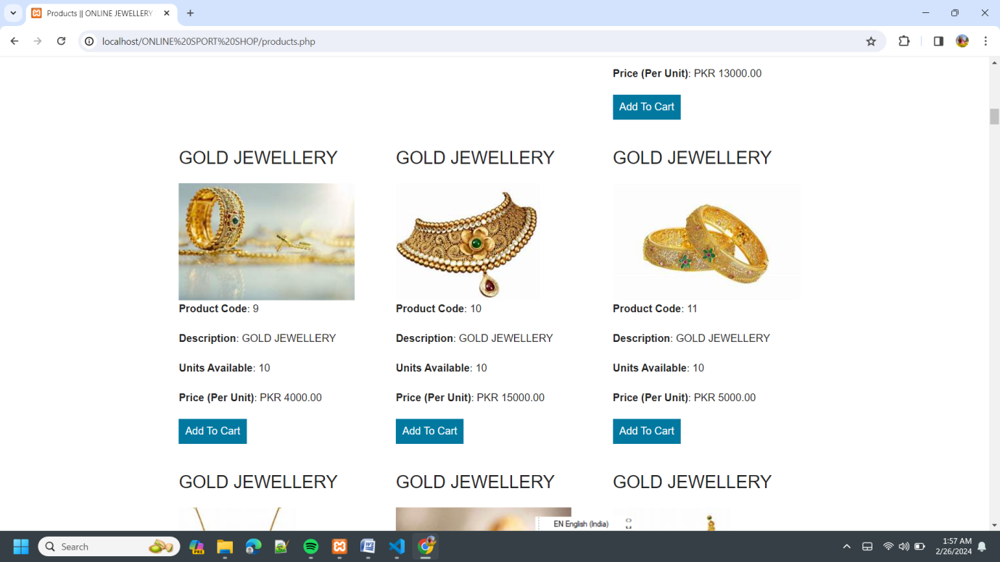 Products || ONLINE JEWELLERY
localhost/ONLINE%20SPORT%20SHOP/products.php
Price (Per Unit): PKR 13000.00
Add To Cart
GOLD JEWELLERY GOLD JEWELLERY GOLD JEWELLERY
Product Code: 9 Product Code: 10 Product Code: 11
Description: GOLD JEWELLERY Description: GOLD JEWELLERY Description: GOLD JEWELLERY
Units Available: 10 Units Available: 10 Units Available: 10
Price (Per Unit): PKR 4000.00 Price (Per Unit): PKR 15000.00 Price (Per Unit): PKR 5000.00
Add To Cart Add To Cart Add To Cart
GOLD JEWELLERY GOLD JEWELLERY GOLD JEWELLERY
EN English (India)
Search
PRE
1:57 AM
2/26/2024